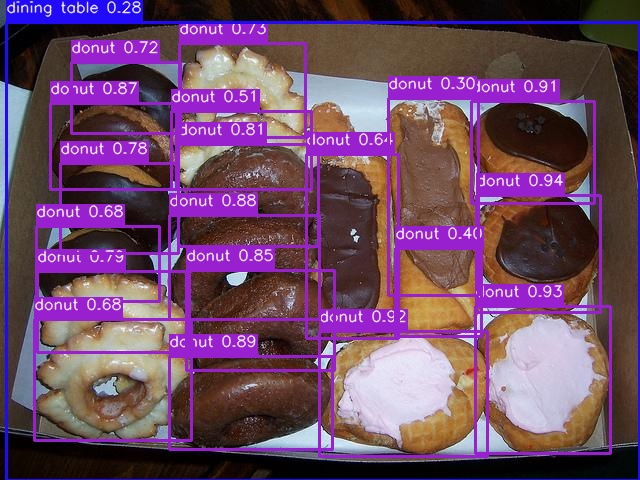 dining table 0.28
donut 0.73
donut 0.72
donut 0.30
donut 0.91
donut 0.87
donut 0.51
donut 0.81
donut 0.64
donut 0.78
donut 0.94
donut 0.88
donut 0.68
donut 0.40
donut 0.79
donut 0.85
donut 0.93
donut 0.68
donut 0.92
donut 0.89